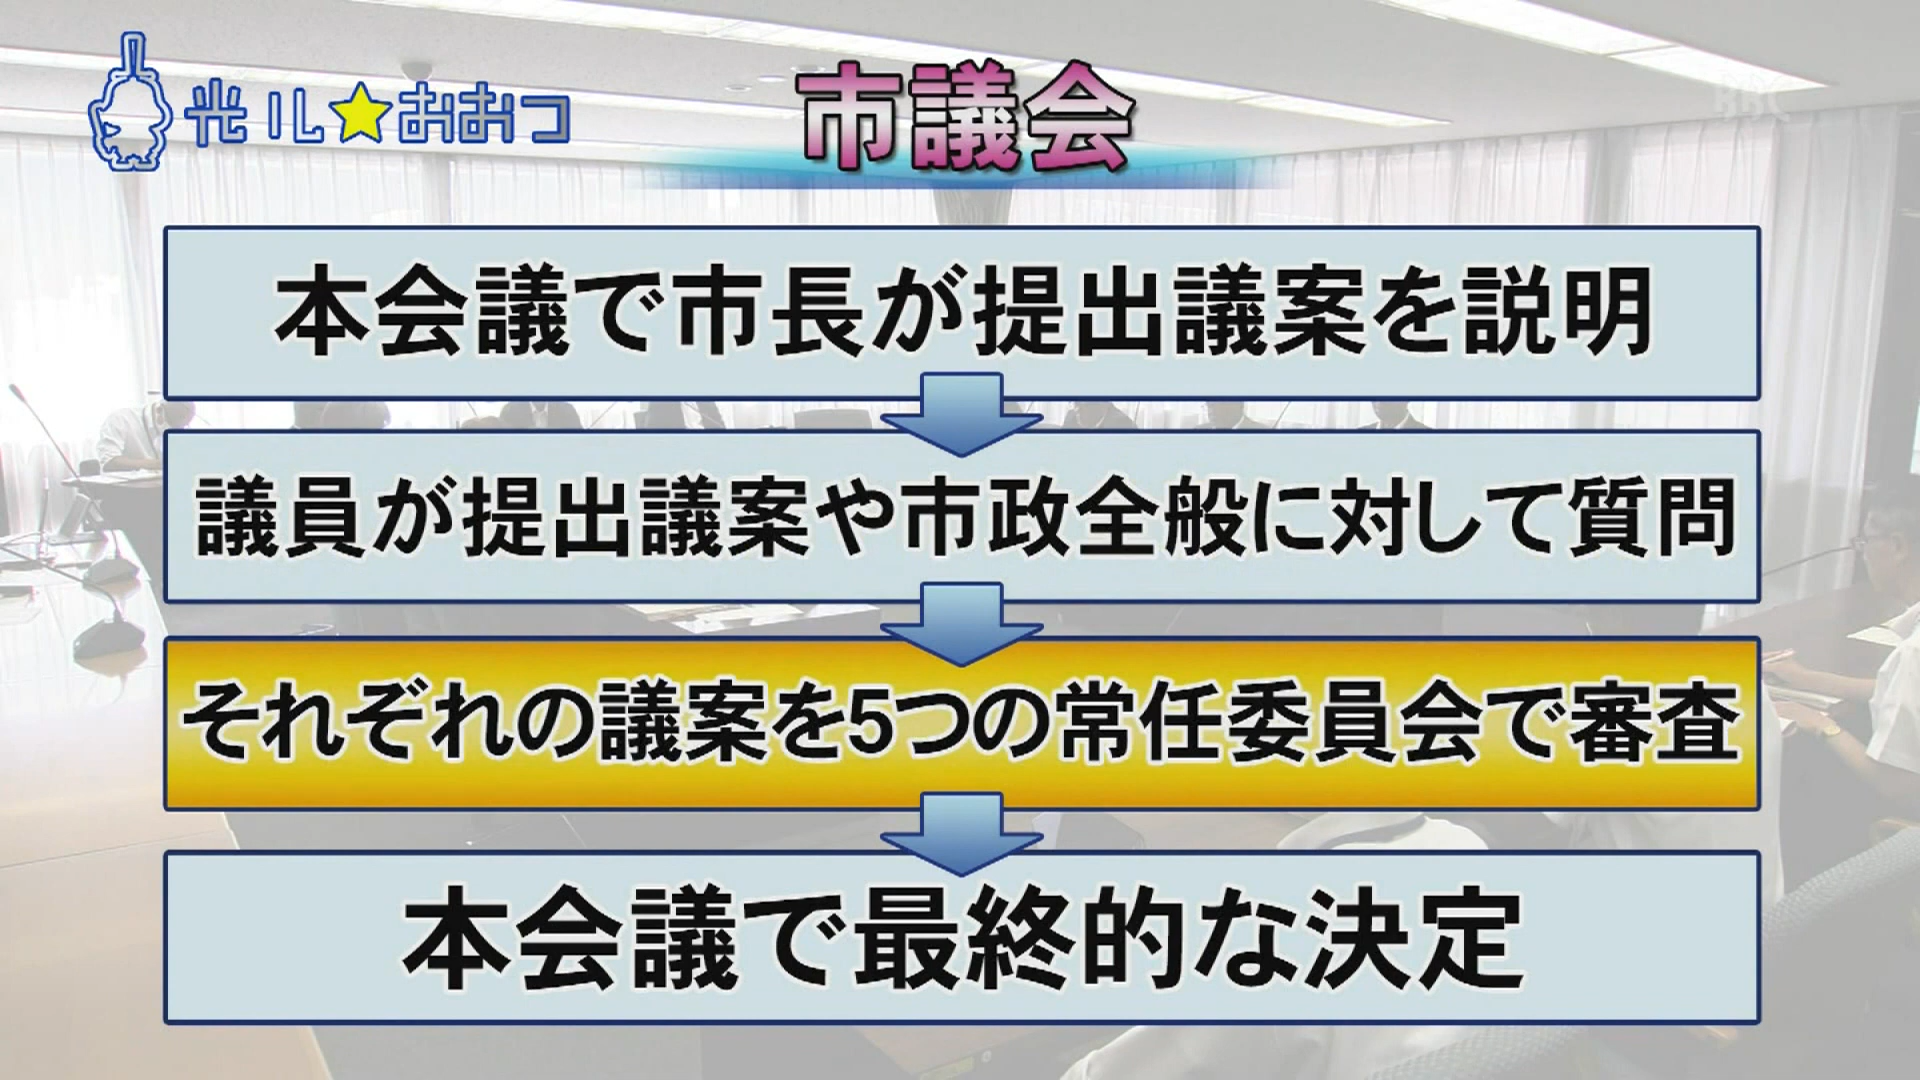 光ル★おおつ
市議会
BBC
本会議で市長が提出議案を説明
議員が提出議案や市政全般に対して質問
それぞれの議案を5つの常任委員会で審査
本会議で最終的な決定